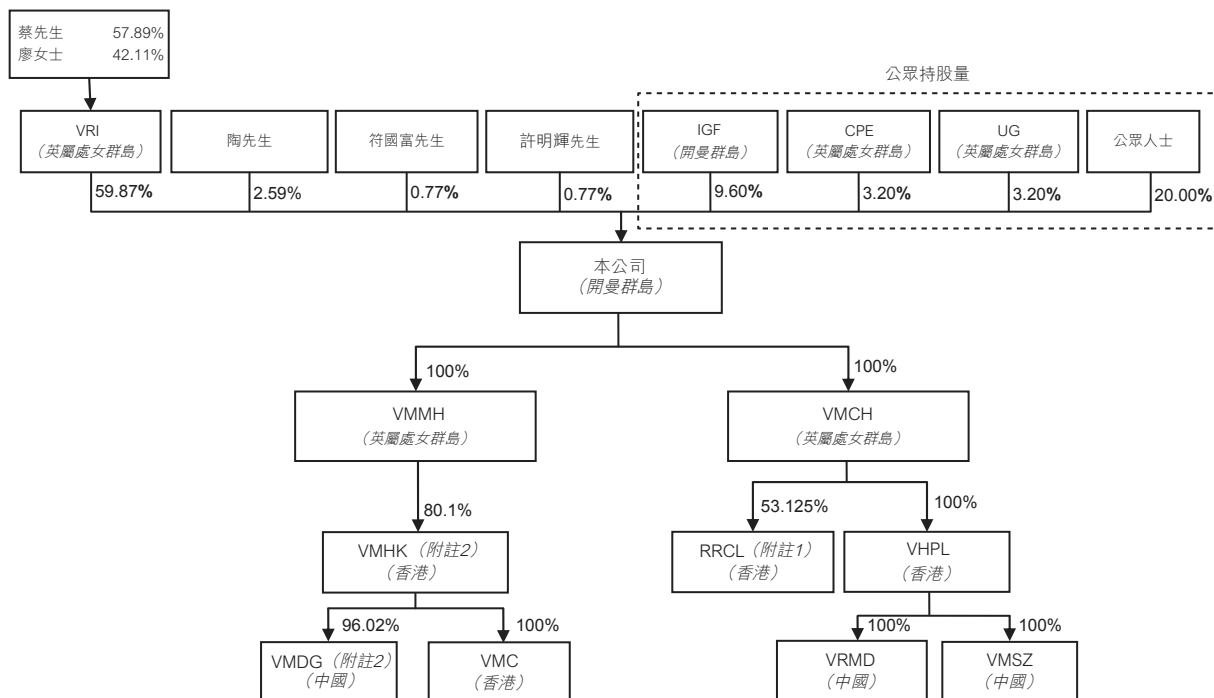 蔡先生 57.89%
廖女士 42.11%
公眾持股量
VRI
（英屬處女群島）
陶先生
符國富先生
許明輝先生
IGF
（開曼群島）
CPE
（英屬處女群島）
UG
（英屬處女群島）
公眾人士
59.87%
2.59%
0.77%
0.77%
9.60%
3.20%
3.20%
20.00%
本公司
（開曼群島）
100%
100%
VMMH
（英屬處女群島）
VMCH
（英屬處女群島）
80.1%
53.125%
100%
VMHK（附註2）
（香港）
RRCL（附註1）
（香港）
VHPL
（香港）
96.02%
100%
100%
100%
VMDG（附註2）
（中國）
VMC
（香港）
VRMD
（中國）
VMSZ
（中國）